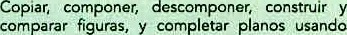 Copiar, componer, descomponer, construir y
comparar figuras, y completar planos usando